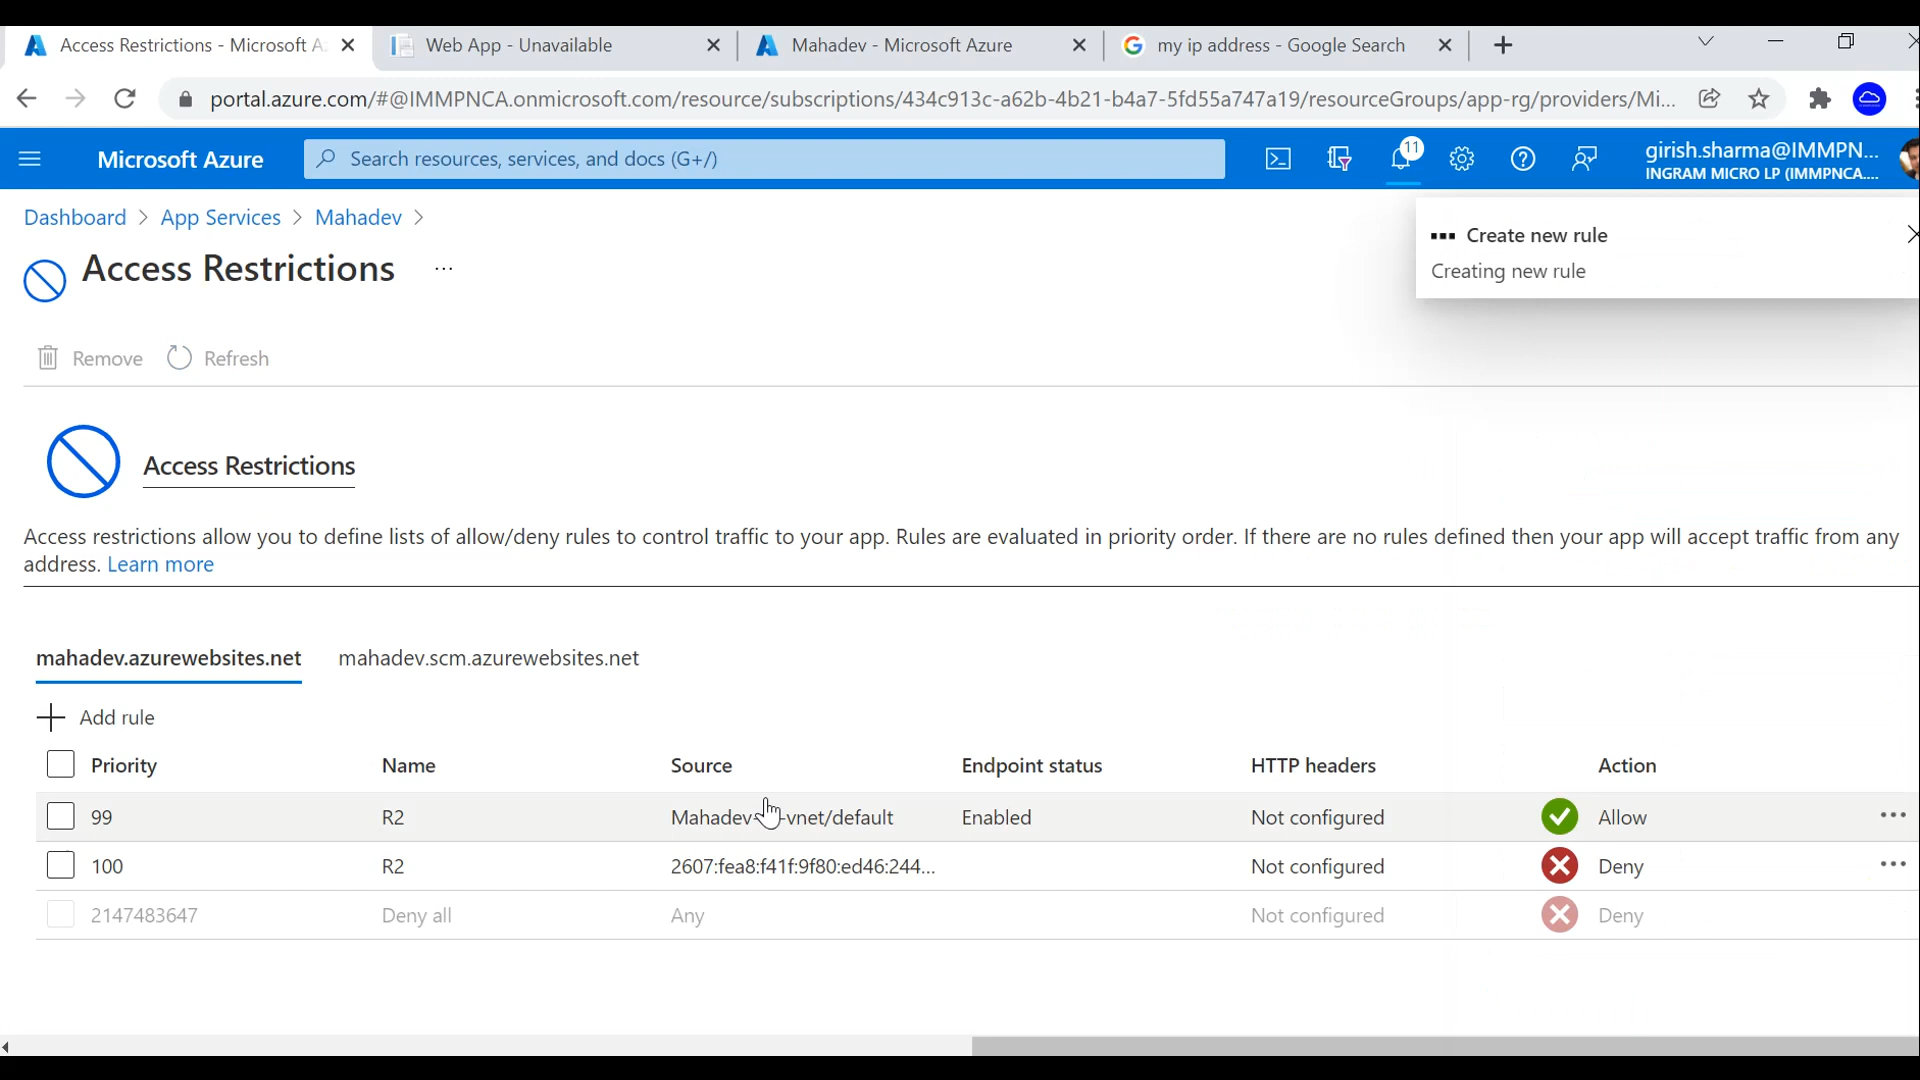 Access Restrictions - Microsoft A
Web App - Unavailable
Mahadev - Microsoft Azure
my ip address - Google Search
portal.azure.com/#@IMMPNCA.onmicrosoft.com/resource/subscriptions/434c913c-a62b-4b21-b4a7-5fd55a747a19/resourceGroups/app-rg/providers/Mi...
Microsoft Azure
Search resources, services, and docs (G+/)
11
girish.sharma@IMMPN...
INGRAM MICRO LP (IMMPNCA....
Dashboard > App Services > Mahadev >
Create new rule
Creating new rule
Access Restrictions ...
Remove Refresh
Access Restrictions
Access restrictions allow you to define lists of allow/deny rules to control traffic to your app. Rules are evaluated in priority order. If there are no rules defined then your app will accept traffic from any
address. Learn more
mahadev.azurewebsites.net mahadev.scm.azurewebsites.net
Add rule
Priority Name Source Endpoint status HTTP headers Action
99 R2 Mahadev -vnet/default Enabled Not configured Allow ...
100 R2 2607:fea8:f41f:9f80:ed46:244... Not configured Deny ...
2147483647 Deny all Any Not configured Deny